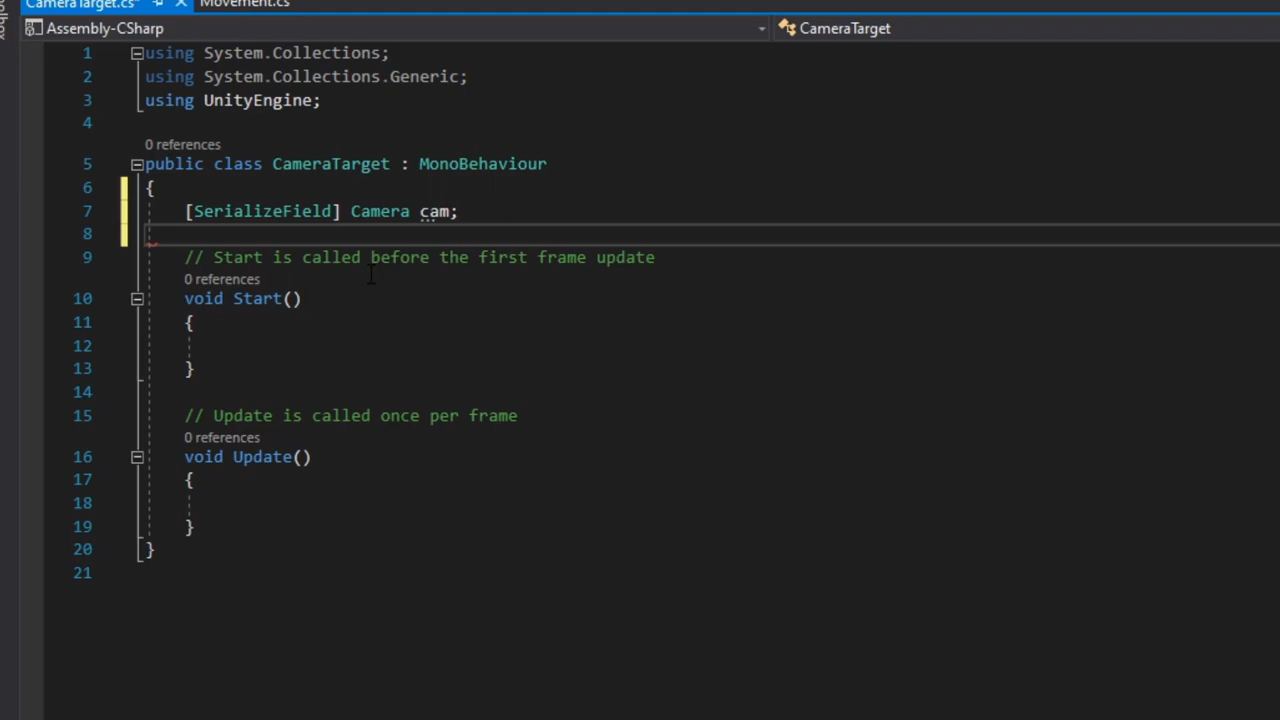 CameraTarget.cs*
Movement.cs
Assembly-CSharp
CameraTarget
1 using System.Collections;
2 using System.Collections.Generic;
3 using UnityEngine;
4
0 references
5 public class CameraTarget : MonoBehaviour
6 {
7 [SerializeField] Camera cam;
8
9 // Start is called before the first frame update
0 references
10 void Start()
11 {
12
13 }
14
15 // Update is called once per frame
0 references
16 void Update()
17 {
18
19 }
20 }
21